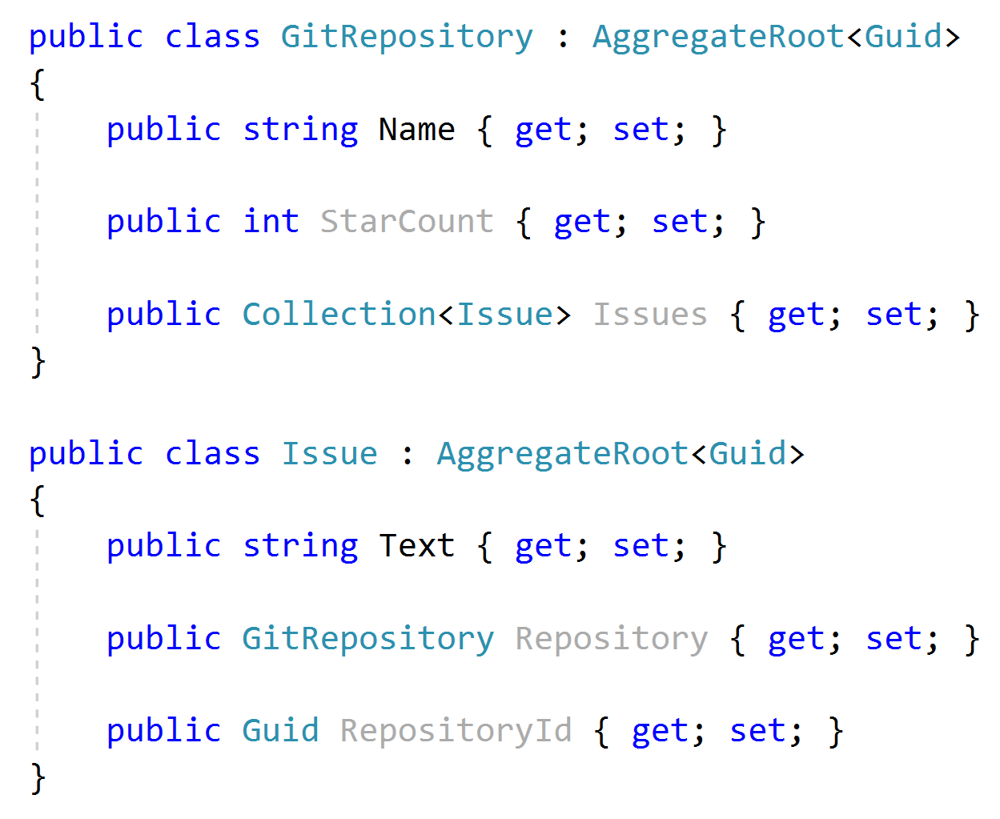 public class GitRepository : AggregateRoot<Guid>
{
    public string Name { get; set; }
    public int StarCount { get; set; }
    public Collection<Issue> Issues { get; set; }
}
public class Issue : AggregateRoot<Guid>
{
    public string Text { get; set; }
    public GitRepository Repository { get; set; }
    public Guid RepositoryId { get; set; }
}